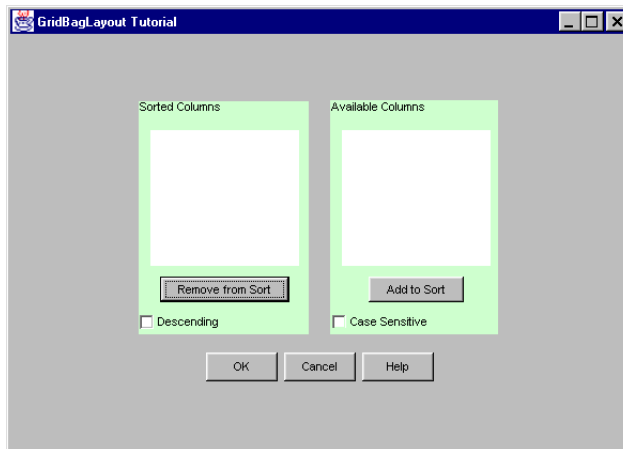 GridBagLayout Tutorial
Sorted Columns
Available Columns
Remove from Sort
Add to Sort
Descending
Case Sensitive
OK
Cancel
Help